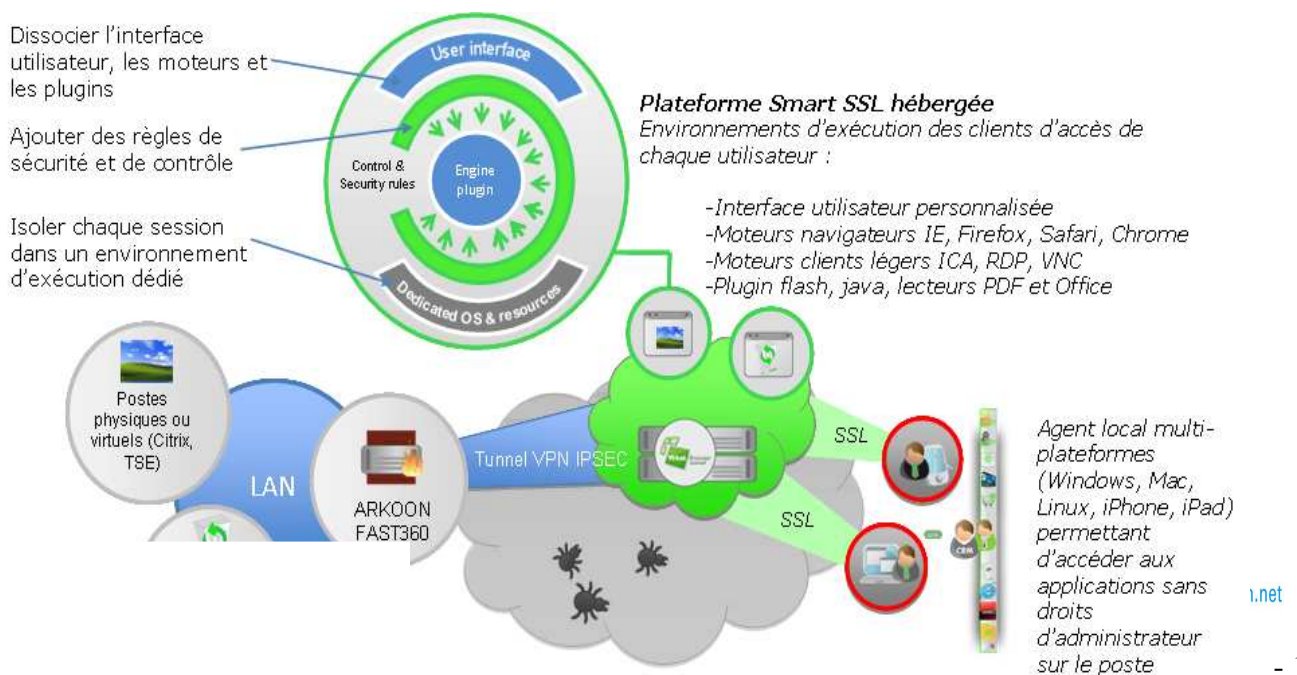 Dissocier l'interface
utilisateur, les moteurs et
les plugins
Ajouter des règles de
sécurité et de contrôle
Isoler chaque session
dans un environnement
d'exécution dédié
User interface
Control &
Security rules
Engine
plugin
Dedicated OS & resources
Plateforme Smart SSL hébergée
Environnements d'exécution des clients d'accès de
chaque utilisateur :
-Interface utilisateur personnalisée
-Moteurs navigateurs IE, Firefox, Safari, Chrome
-Moteurs clients légers ICA, RDP, VNC
-Plugin flash, java, lecteurs PDF et Office
Postes
physiques ou
virtuels (Citrix,
TSE)
LAN
ARKOON
FAST360
Tunnel VPN IPSEC
SSL
SSL
CRM
Agent local multi-
plateformes
(Windows, Mac,
Linux, iPhone, iPad)
permettant
d'accéder aux
applications sans
droits
d'administrateur
sur le poste
.net